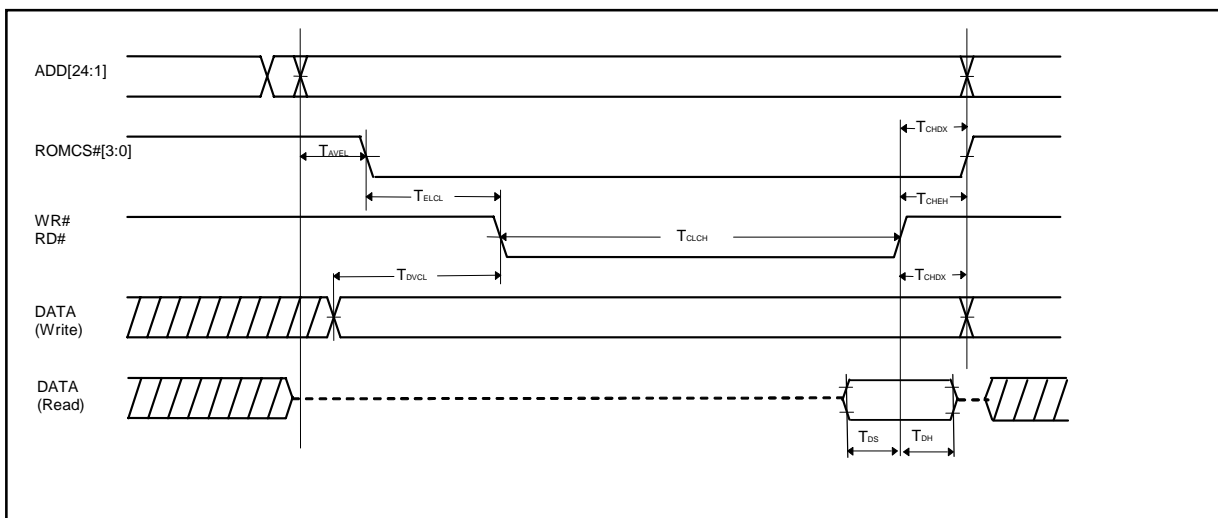 ADD[24:1]
TCHDX
ROMCS#[3:0]
TAVEL
TELCL
TCHEH
WR#
RD#
TCLCH
TDVCL
TCHDX
DATA
(Write)
DATA
(Read)
TDS
TDH